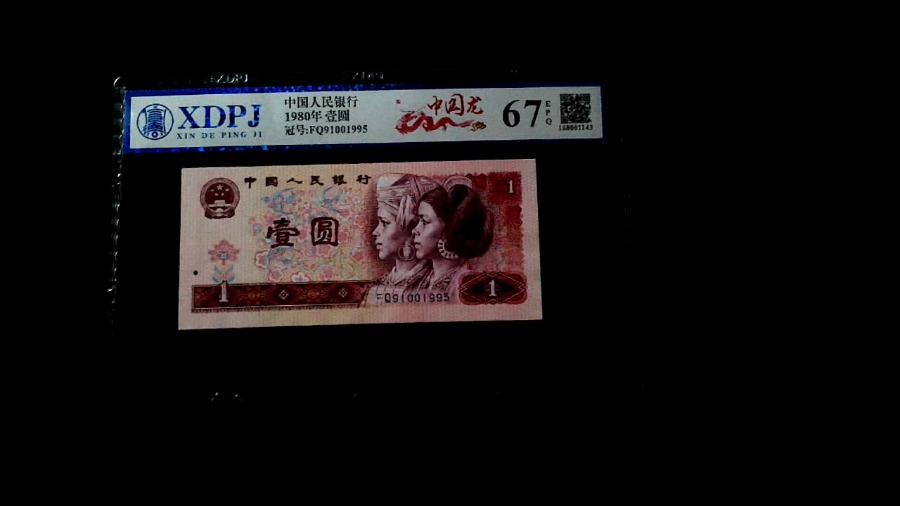 XDPJ
XIN DE PING JI
中国人民银行
1980年 壹圆
冠号:FQ91001995
中国龙
67
EPQ
中国人民银行
1
壹圆
1
FQ91001995
1